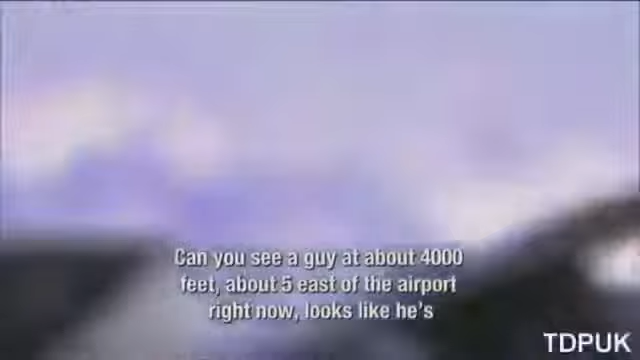 Can you see a guy at about 4000
feet, about 5 east of the airport
right now, looks like he's
TDPUK